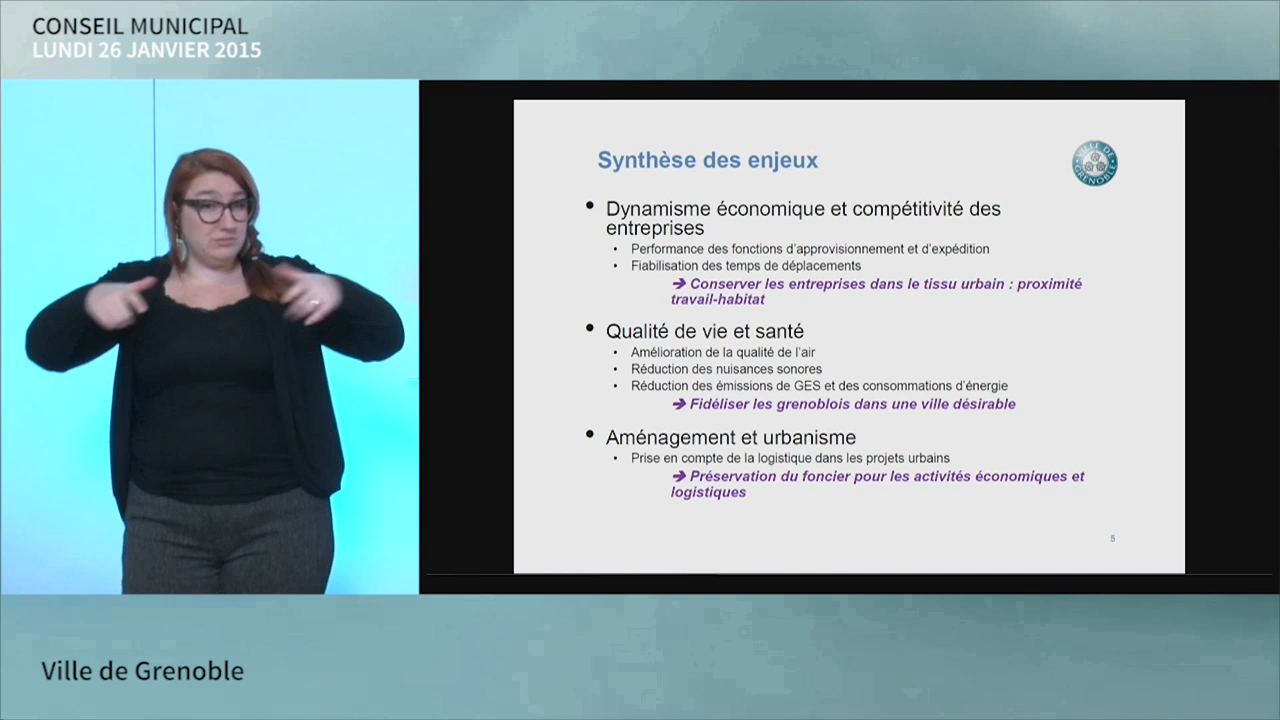 CONSEIL MUNICIPAL
LUNDI 26 JANVIER 2015
Synthèse des enjeux
VILLE DE GRENOBLE
• Dynamisme économique et compétitivité des
entreprises
• Performance des fonctions d'approvisionnement et d'expédition
• Fiabilisation des temps de déplacements
➔ Conserver les entreprises dans le tissu urbain : proximité
travail-habitat
• Qualité de vie et santé
• Amélioration de la qualité de l'air
• Réduction des nuisances sonores
• Réduction des émissions de GES et des consommations d'énergie
➔ Fidéliser les grenoblois dans une ville désirable
• Aménagement et urbanisme
• Prise en compte de la logistique dans les projets urbains
➔ Préservation du foncier pour les activités économiques et
logistiques
5
Ville de Grenoble